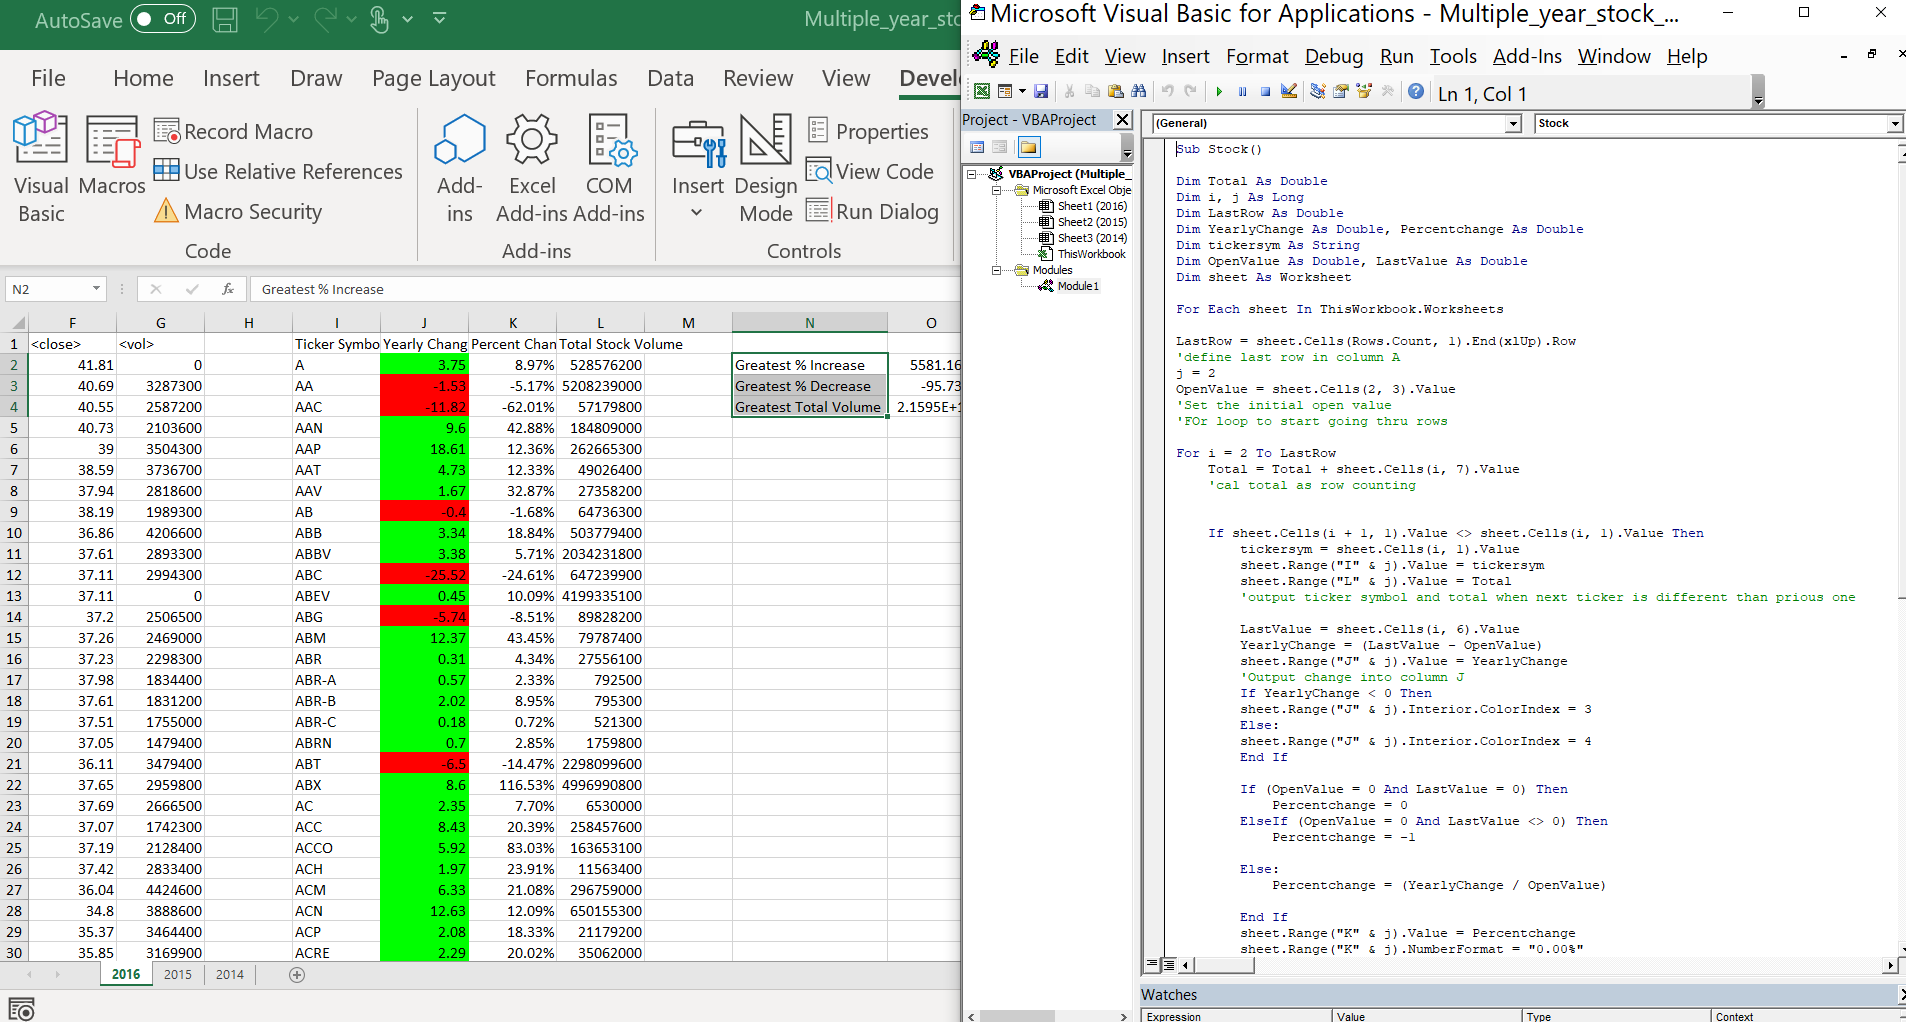 AutoSave Off Multiple_year_sto
File Home Insert Draw Page Layout Formulas Data Review View Devel
Visual Basic
Macros
Record Macro
Use Relative References
Macro Security
Code
Add-ins
Excel Add-ins
COM Add-ins
Add-ins
Insert
Design Mode
Properties
View Code
Run Dialog
Controls
N2 fx Greatest % Increase
F G H I J K L M N O
1 <close> <vol> Ticker Symbo Yearly Chang Percent Chan Total Stock Volume
2 41.81 0 A 3.75 8.97% 528576200 Greatest % Increase 5581.16
3 40.69 3287300 AA -1.53 -5.17% 5208239000 Greatest % Decrease -95.73
4 40.55 2587200 AAC -11.82 -62.01% 57179800 Greatest Total Volume 2.1595E+1
5 40.73 2103600 AAN 9.6 42.88% 184809000
6 39 3504300 AAP 18.61 12.36% 262665300
7 38.59 3736700 AAT 4.73 12.33% 49026400
8 37.94 2818600 AAV 1.67 32.87% 27358200
9 38.19 1989300 AB -0.4 -1.68% 64736300
10 36.86 4206600 ABB 3.34 18.84% 503779400
11 37.61 2893300 ABBV 3.38 5.71% 2034231800
12 37.11 2994300 ABC -25.52 -24.61% 647239900
13 37.11 0 ABEV 0.45 10.09% 4199335100
14 37.2 2506500 ABG -5.74 -8.51% 89828200
15 37.26 2469000 ABM 12.37 43.45% 79787400
16 37.23 2298300 ABR 0.31 4.34% 27556100
17 37.98 1834400 ABR-A 0.57 2.33% 792500
18 37.61 1831200 ABR-B 2.02 8.95% 795300
19 37.51 1755000 ABR-C 0.18 0.72% 521300
20 37.05 1479400 ABRN 0.7 2.85% 1759800
21 36.11 3479400 ABT -6.5 -14.47% 2298099600
22 37.65 2959800 ABX 8.6 116.53% 4996990800
23 37.69 2666500 AC 2.35 7.70% 6530000
24 37.07 1742300 ACC 8.43 20.39% 258457600
25 37.19 2128400 ACCO 5.92 83.03% 163653100
26 37.42 2833400 ACH 1.97 23.91% 11563400
27 36.04 4424600 ACM 6.33 21.08% 296759000
28 34.8 3888600 ACN 12.63 12.09% 650155300
29 35.37 3464400 ACP 2.08 18.33% 21179200
30 35.85 3169900 ACRE 2.29 20.02% 35062000
2016 2015 2014
Microsoft Visual Basic for Applications - Multiple_year_stock_...
File Edit View Insert Format Debug Run Tools Add-Ins Window Help
Ln 1, Col 1
Project - VBAProject
VBAProject (Multiple_
Microsoft Excel Obje
Sheet1 (2016)
Sheet2 (2015)
Sheet3 (2014)
ThisWorkbook
Modules
Module1
(General) Stock
Sub Stock()
Dim Total As Double
Dim i, j As Long
Dim LastRow As Double
Dim YearlyChange As Double, Percentchange As Double
Dim tickersym As String
Dim OpenValue As Double, LastValue As Double
Dim sheet As Worksheet
For Each sheet In ThisWorkbook.Worksheets
LastRow = sheet.Cells(Rows.Count, 1).End(xlUp).Row
'define last row in column A
j = 2
OpenValue = sheet.Cells(2, 3).Value
'Set the initial open value
'FOr loop to start going thru rows
For i = 2 To LastRow
Total = Total + sheet.Cells(i, 7).Value
'cal total as row counting
If sheet.Cells(i + 1, 1).Value <> sheet.Cells(i, 1).Value Then
tickersym = sheet.Cells(i, 1).Value
sheet.Range("I" & j).Value = tickersym
sheet.Range("L" & j).Value = Total
'output ticker symbol and total when next ticker is different than prious one
LastValue = sheet.Cells(i, 6).Value
YearlyChange = (LastValue - OpenValue)
sheet.Range("J" & j).Value = YearlyChange
'Output change into column J
If YearlyChange < 0 Then
sheet.Range("J" & j).Interior.ColorIndex = 3
Else:
sheet.Range("J" & j).Interior.ColorIndex = 4
End If
If (OpenValue = 0 And LastValue = 0) Then
Percentchange = 0
ElseIf (OpenValue = 0 And LastValue <> 0) Then
Percentchange = -1
Else:
Percentchange = (YearlyChange / OpenValue)
End If
sheet.Range("K" & j).Value = Percentchange
sheet.Range("K" & j).NumberFormat = "0.00%"
Watches
Expression Value Type Context